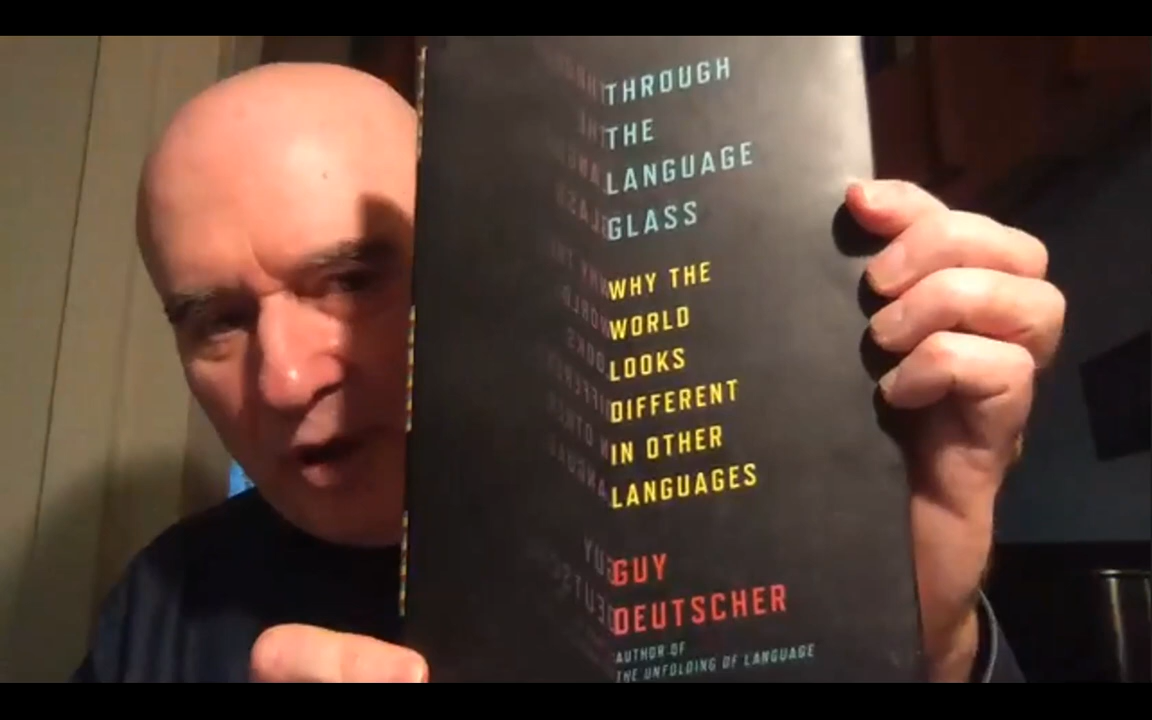 THROUGH
THE
LANGUAGE
GLASS
WHY THE
WORLD
LOOKS
DIFFERENT
IN OTHER
LANGUAGES
GUY
DEUTSCHER
AUTHOR OF
THE UNFOLDING OF LANGUAGE